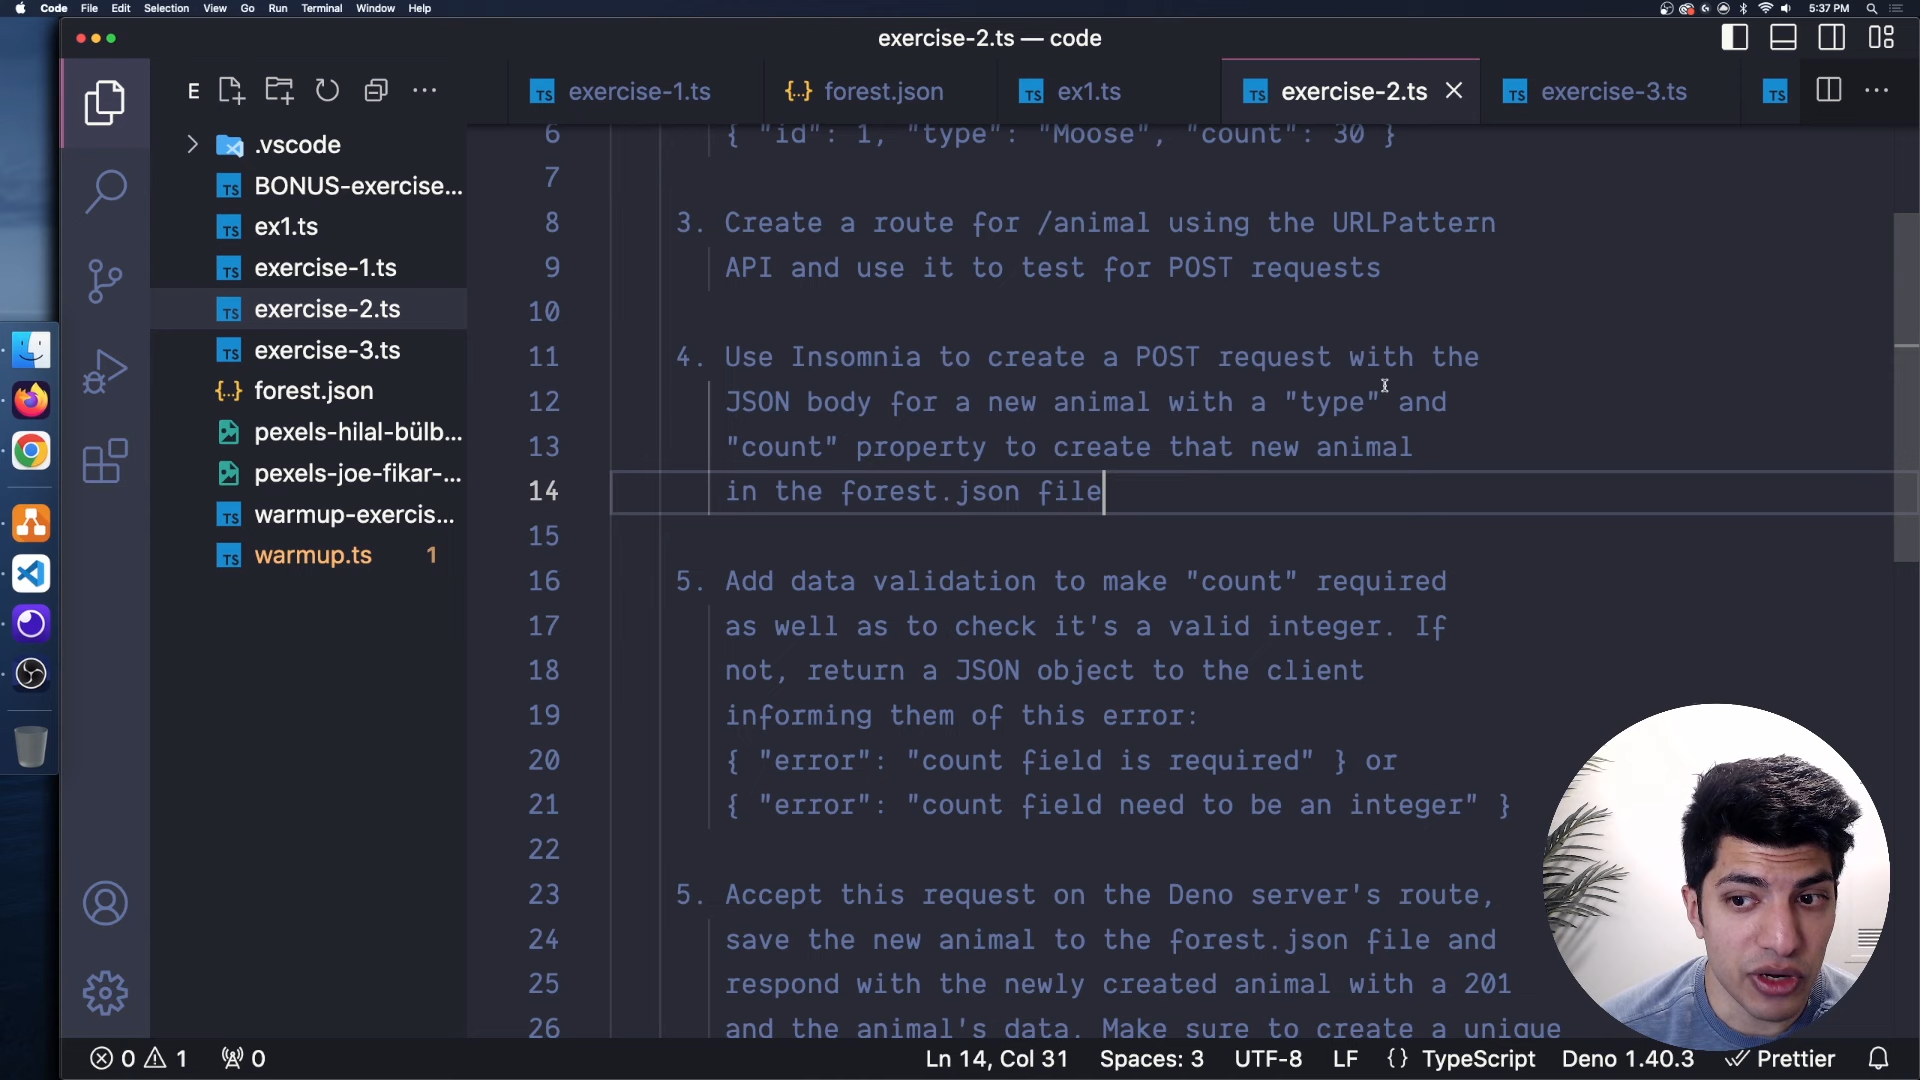 Code File Edit Selection View Go Run Terminal Window Help 5:37 PM
exercise-2.ts — code
E
exercise-1.ts forest.json ex1.ts exercise-2.ts exercise-3.ts
.vscode
BONUS-exercise...
ex1.ts
exercise-1.ts
exercise-2.ts
exercise-3.ts
forest.json
pexels-hilal-bülb...
pexels-joe-fikar-...
warmup-exercis...
warmup.ts 1
6 { "id": 1, "type": "Moose", "count": 30 }
7
8 3. Create a route for /animal using the URLPattern
9 API and use it to test for POST requests
10
11 4. Use Insomnia to create a POST request with the
12 JSON body for a new animal with a "type" and
13 "count" property to create that new animal
14 in the forest.json file
15
16 5. Add data validation to make "count" required
17 as well as to check it's a valid integer. If
18 not, return a JSON object to the client
19 informing them of this error:
20 { "error": "count field is required" } or
21 { "error": "count field need to be an integer" }
22
23 5. Accept this request on the Deno server's route,
24 save the new animal to the forest.json file and
25 respond with the newly created animal with a 201
26 and the animal's data. Make sure to create a unique
0 1 0 Ln 14, Col 31 Spaces: 3 UTF-8 LF {} TypeScript Deno 1.40.3 Prettier